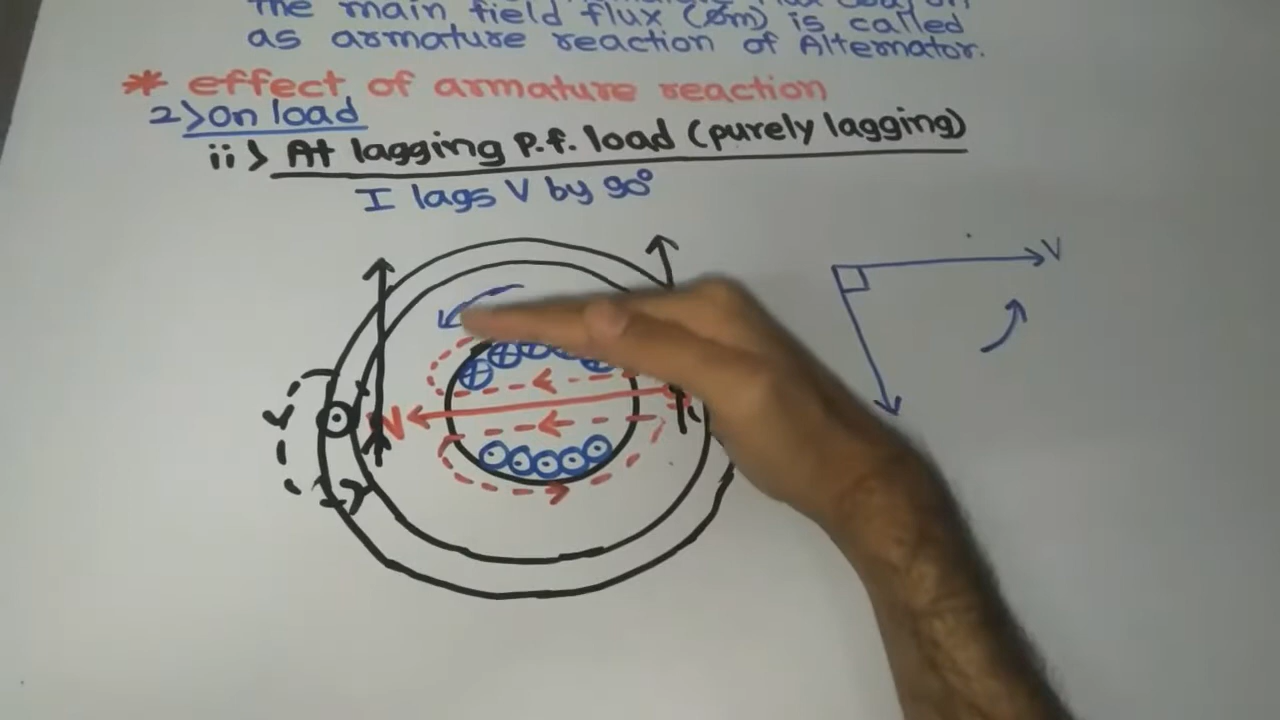 the main field flux (Øm) is called
as armature reaction of Alternator.
* effect of armature reaction
2> On load
ii> At lagging P.f. load (purely lagging)
I lags V by 90°
V
N